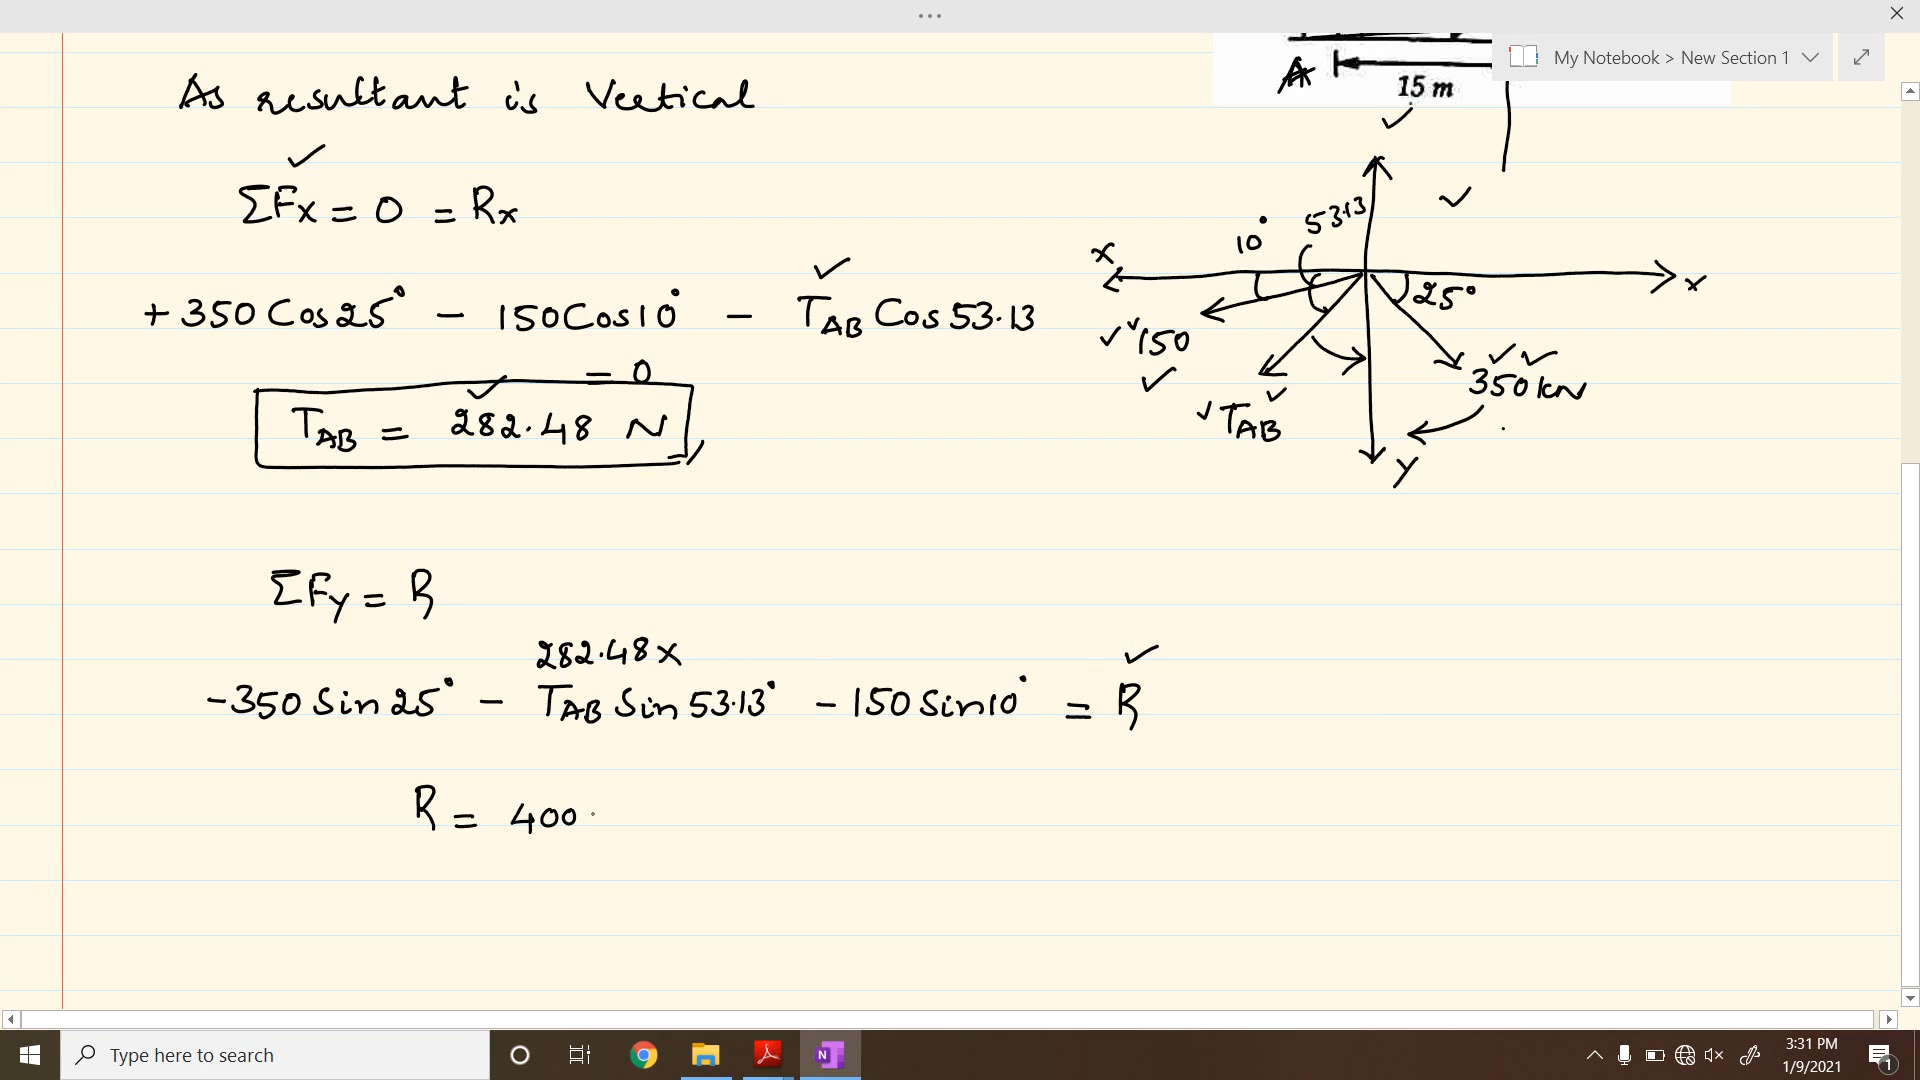 My Notebook > New Section 1
A
15 m
As resultant is Vertical
ΣFx = 0 = Rx
+350 Cos 25° - 150 Cos 10° - TAB Cos 53.13
= 0
TAB = 282.48 N
x
10°
53.13
25°
x
150
TAB
350 kN
y
ΣFy = R
282.48 x
-350 Sin 25° - TAB Sin 53.13° - 150 Sin 10° = R
R = 400.
Type here to search
N
3:31 PM
1/9/2021
1